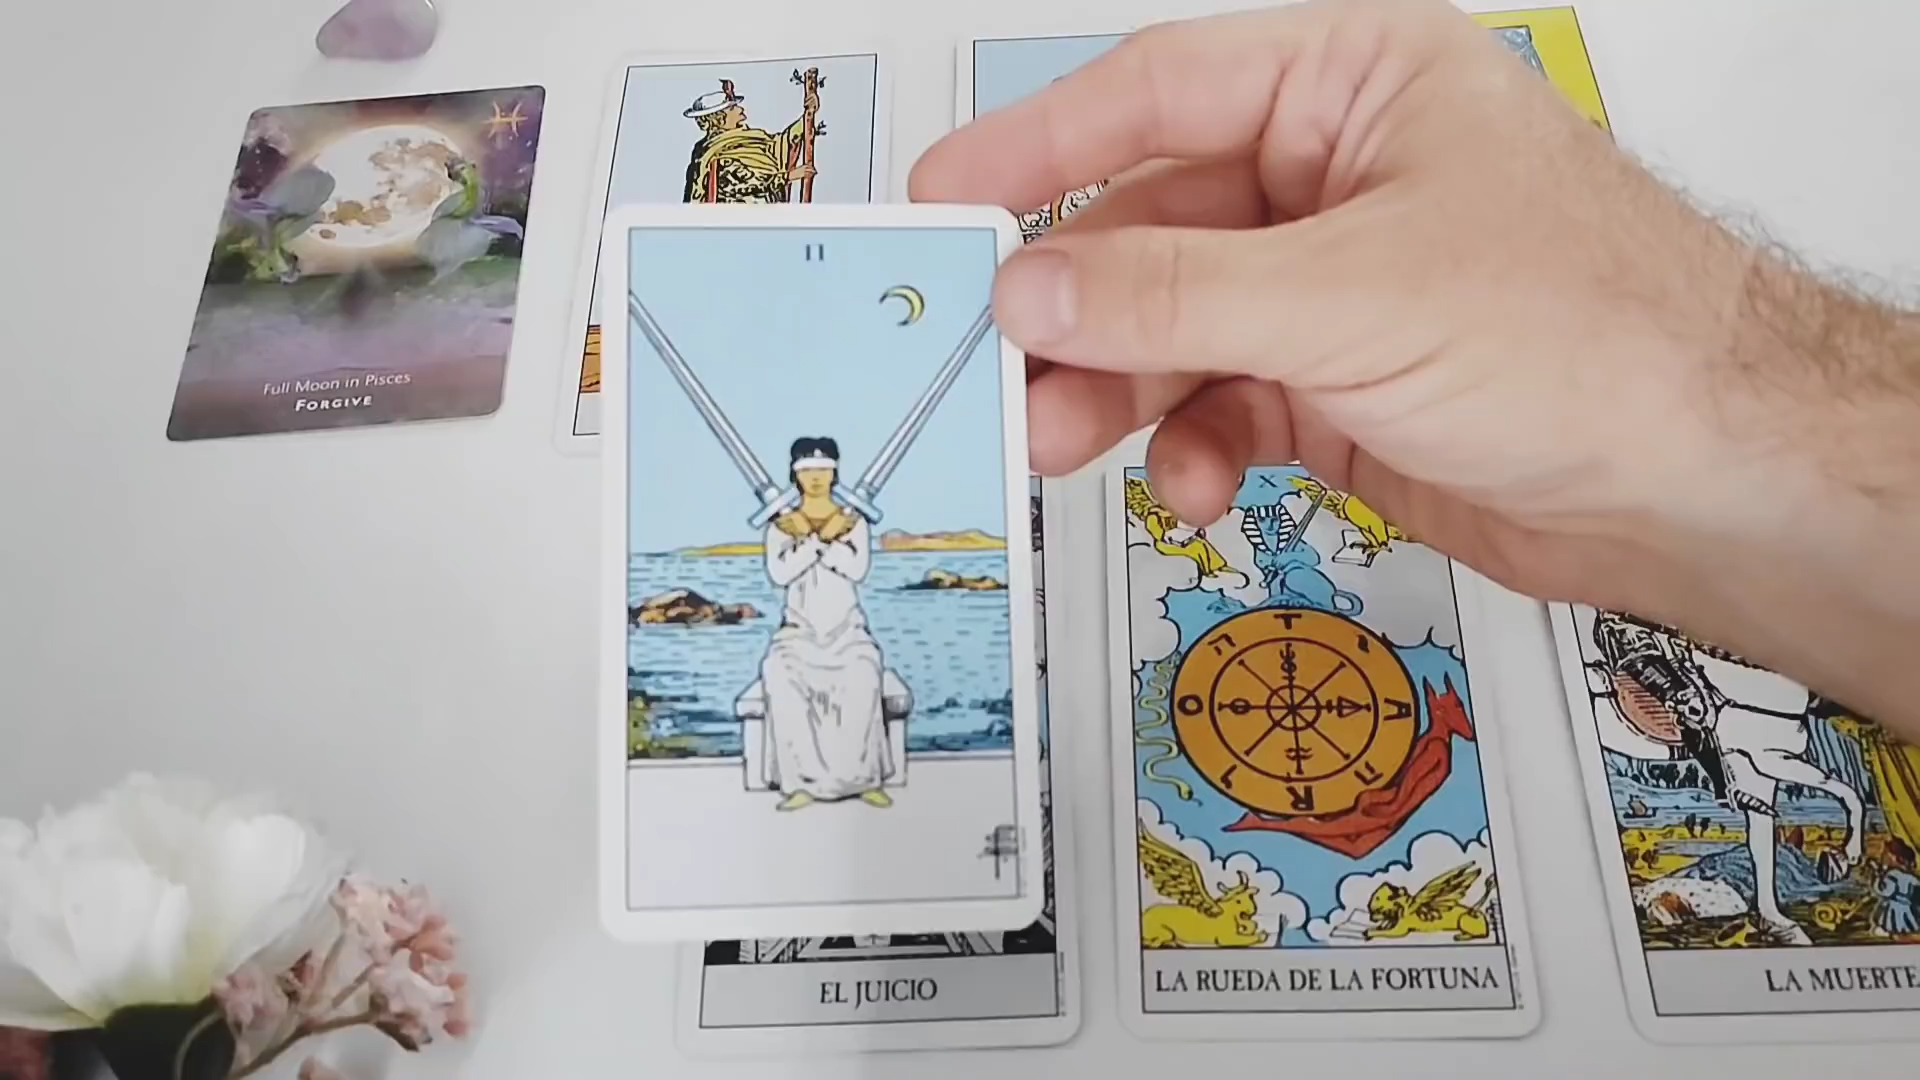 Full Moon in Pisces
FORGIVE
II
X
T
A
R
O
EL JUICIO
LA RUEDA DE LA FORTUNA
LA MUERTE